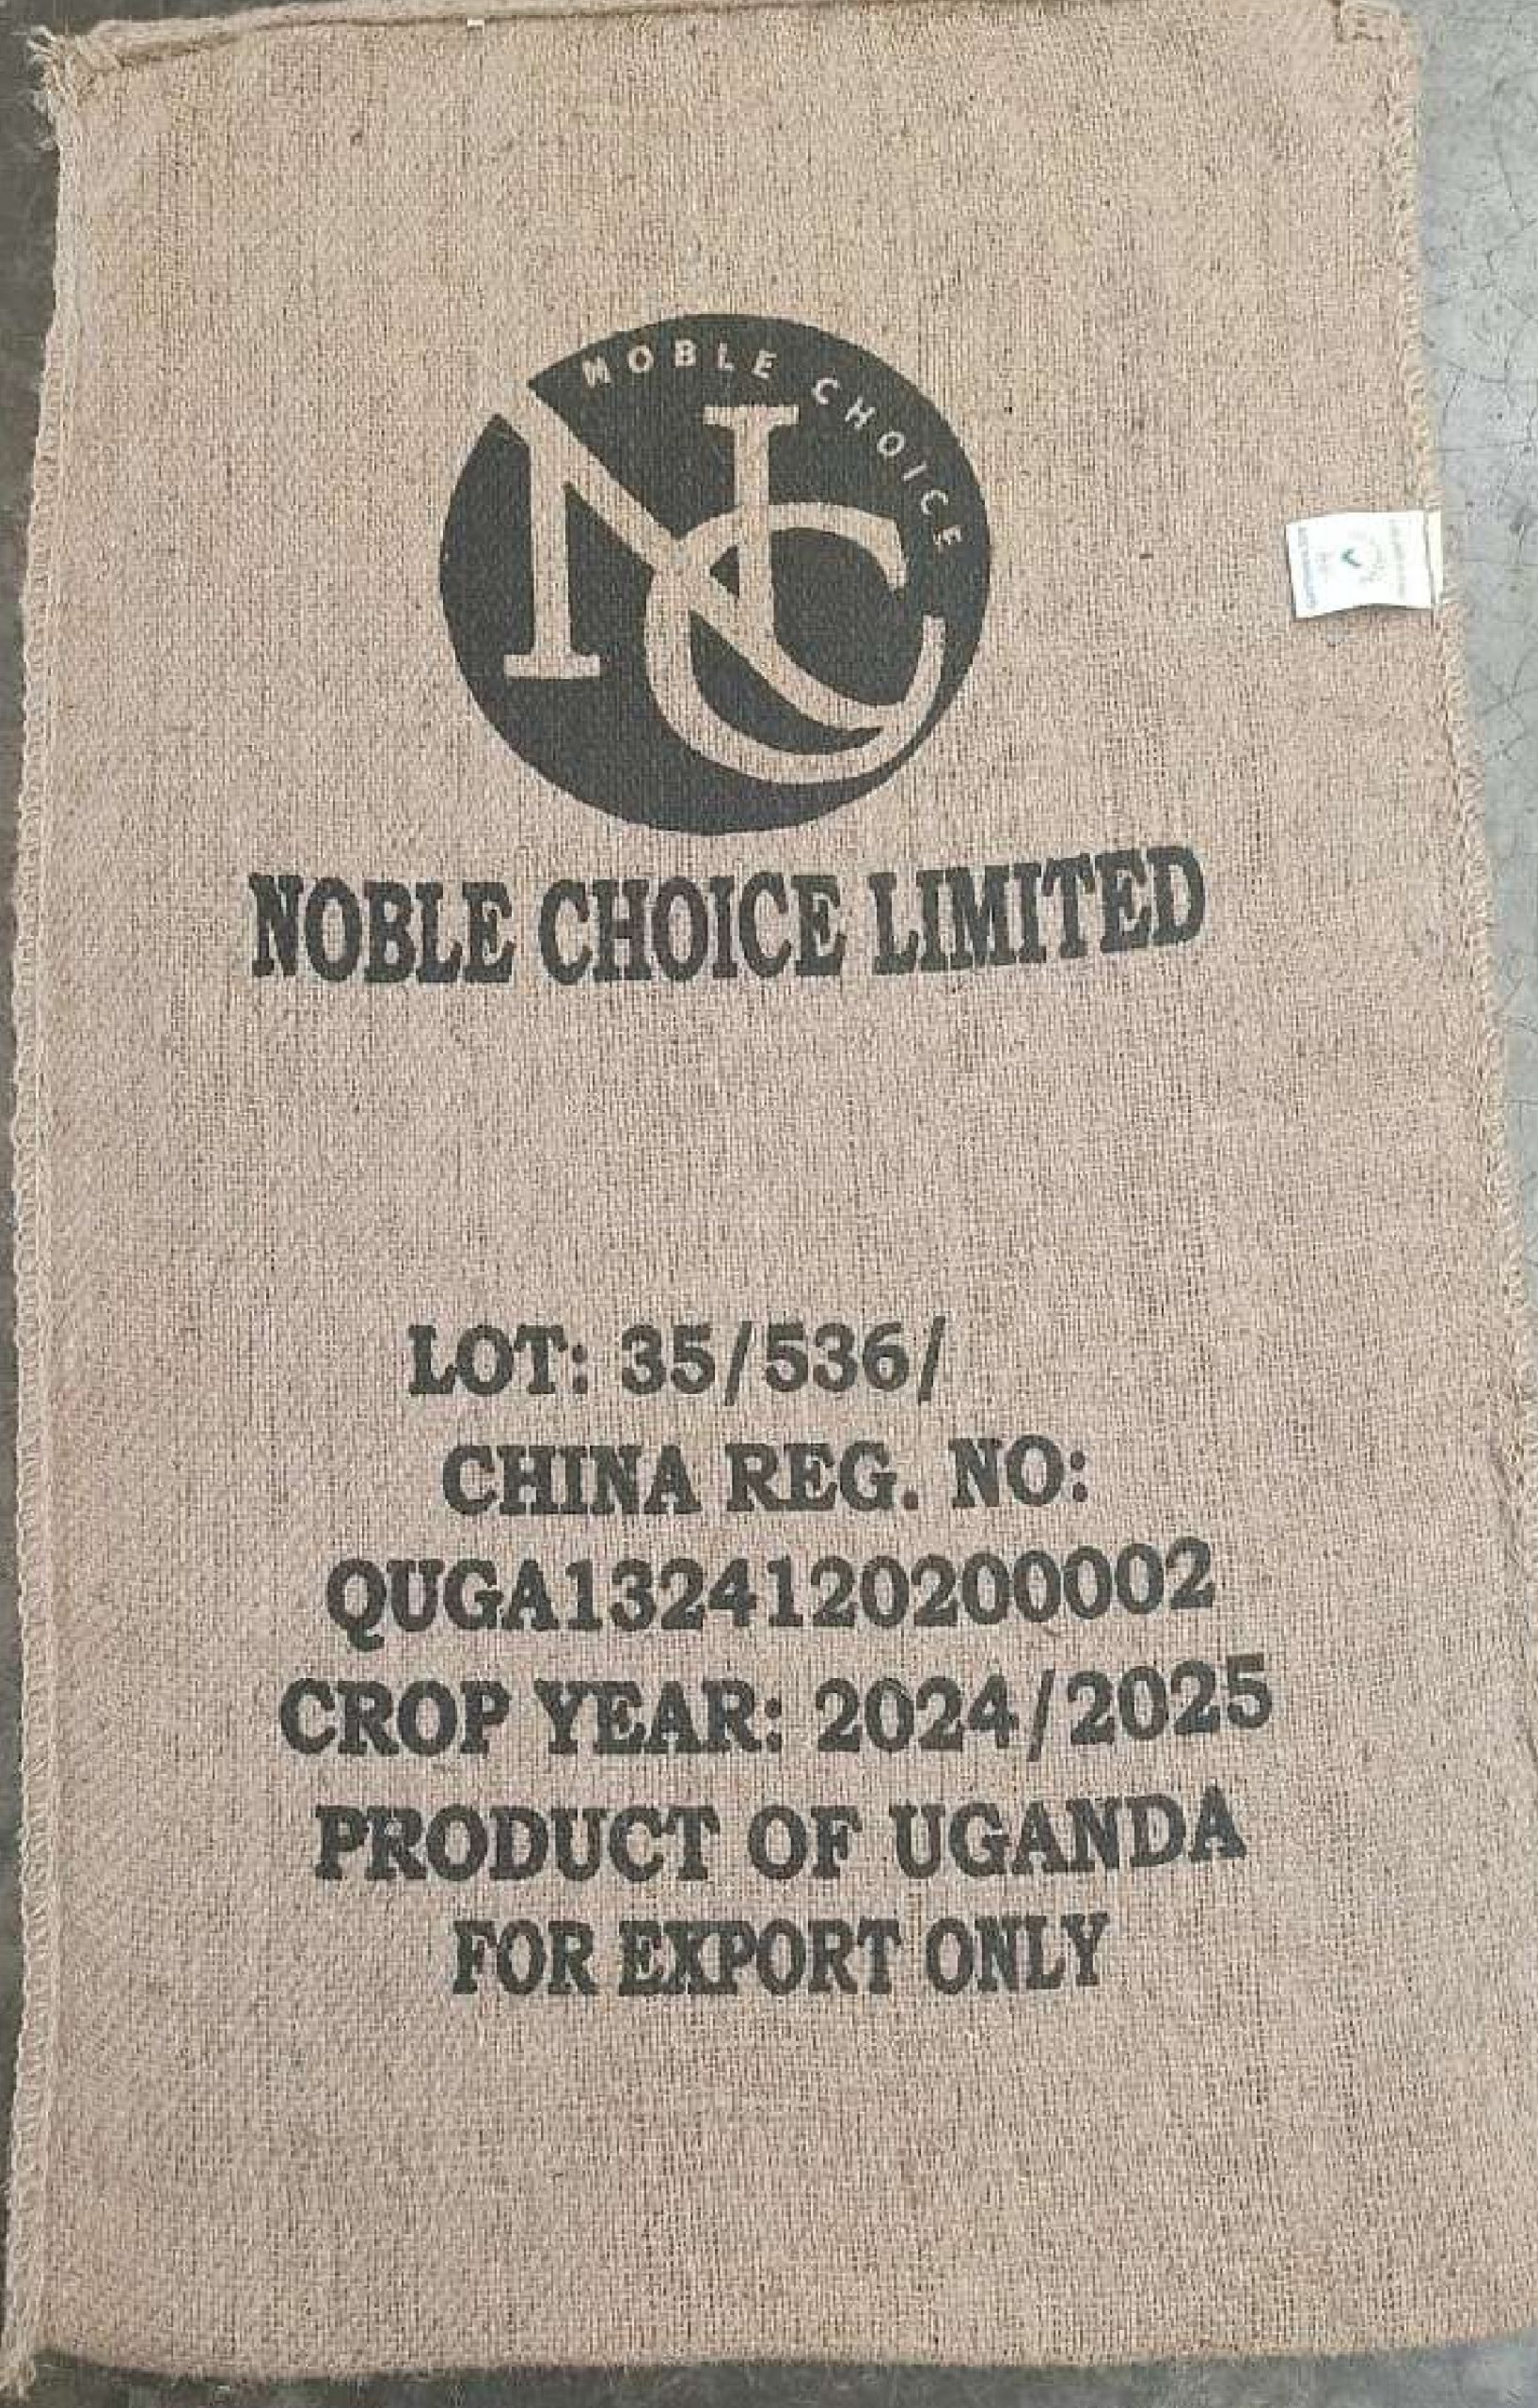 NOBLE CHOICE
NC
NOBLE CHOICE LIMITED
LOT: 35/536/
CHINA REG. NO:
QUGA1324120200002
CROP YEAR: 2024/2025
PRODUCT OF UGANDA
FOR EXPORT ONLY